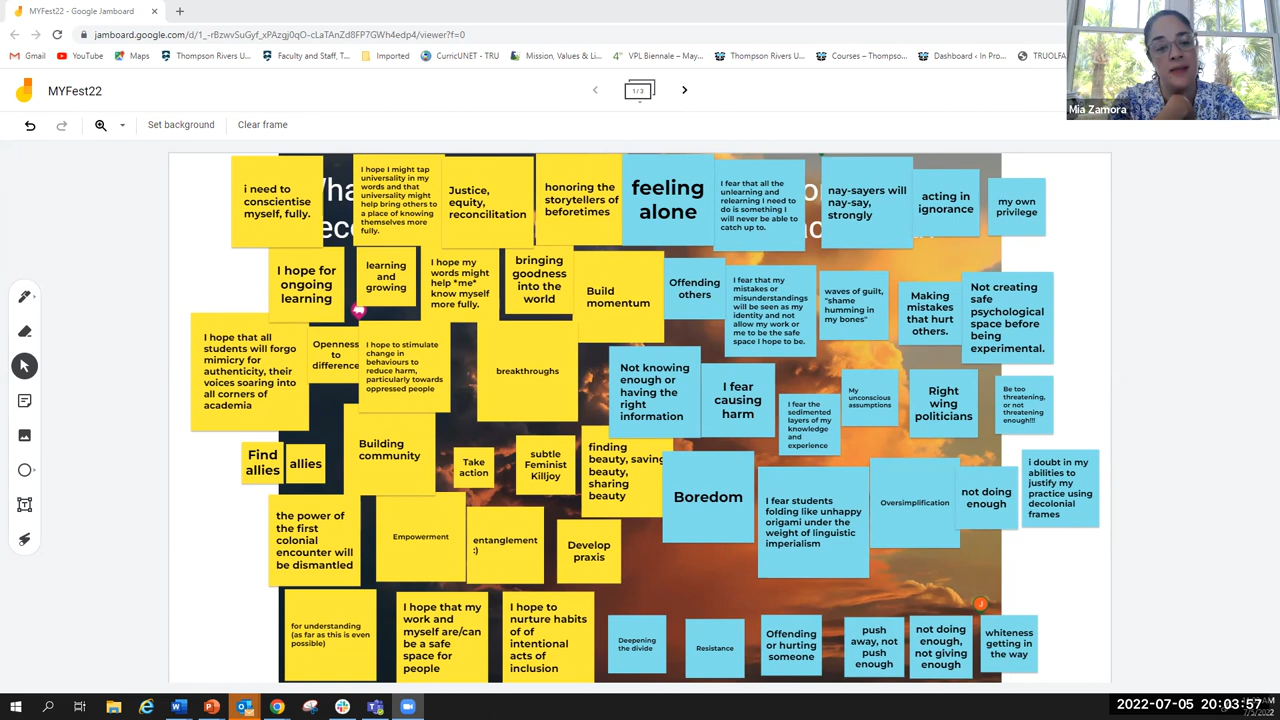 MYFest22 - Google Jamboard
jamboard.google.com/d/1_-rBzwvSuGyf_xPAzgj0qO-cLaTAnZd8FP7GWh4edp4/viewer?f=0
Gmail
YouTube
Maps
Thompson Rivers U...
Faculty and Staff, T...
Imported
CurricUNET - TRU
Mission, Values & Li...
VPL Biennale – May...
Thompson Rivers U...
Courses – Thompso...
Dashboard ‹ In Pro...
TRUOLFA
Mia Zamora
MYFest22
1 / 3
Set background
Clear frame
i need to
conscientise
myself, fully.
I hope I might tap
universality in my
words and that
universality might
help bring others to
a place of knowing
themselves more
fully.
Justice,
equity,
reconcilitation
honoring the
storytellers of
beforetimes
feeling
alone
I fear that all the
unlearning and
relearning I need to
do is something I
will never be able to
catch up to.
nay-sayers will
nay-say,
strongly
acting in
ignorance
my own
privilege
I hope for
ongoing
learning
learning
and
growing
I hope my
words might
help *me*
know myself
more fully.
bringing
goodness
into the
world
Build
momentum
Offending
others
I fear that my
mistakes or
misunderstandings
will be seen as my
identity and not
allow my work or
me to be the safe
space I hope to be.
waves of guilt,
"shame
humming in
my bones"
Making
mistakes
that hurt
others.
Not creating
safe
psychological
space before
being
experimental.
I hope that all
students will forgo
mimicry for
authenticity, their
voices soaring into
all corners of
academia
Openness
to
difference
I hope to stimulate
change in
behaviours to
reduce harm,
particularly towards
oppressed people
breakthroughs
Not knowing
enough or
having the
right
information
I fear
causing
harm
I fear the
sedimented
layers of my
knowledge
and
experience
My
unconscious
assumptions
Right
wing
politicians
Be too
threatening,
or not
threatening
enough!!!
Find
allies
allies
Building
community
Take
action
subtle
Feminist
Killjoy
finding
beauty, saving
beauty,
sharing
beauty
Boredom
I fear students
folding like unhappy
origami under the
weight of linguistic
imperialism
Oversimplification
not doing
enough
i doubt in my
abilities to
justify my
practice using
decolonial
frames
the power of
the first
colonial
encounter will
be dismantled
Empowerment
entanglement
:)
Develop
praxis
for understanding
(as far as this is even
possible)
I hope that my
work and
myself are/can
be a safe
space for
people
I hope to
nurture habits
of of
intentional
acts of
inclusion
Deepening
the divide
Resistance
Offending
or hurting
someone
push
away, not
push
enough
not doing
enough,
not giving
enough
whiteness
getting in
the way
J
2022-07-05 20:03:57